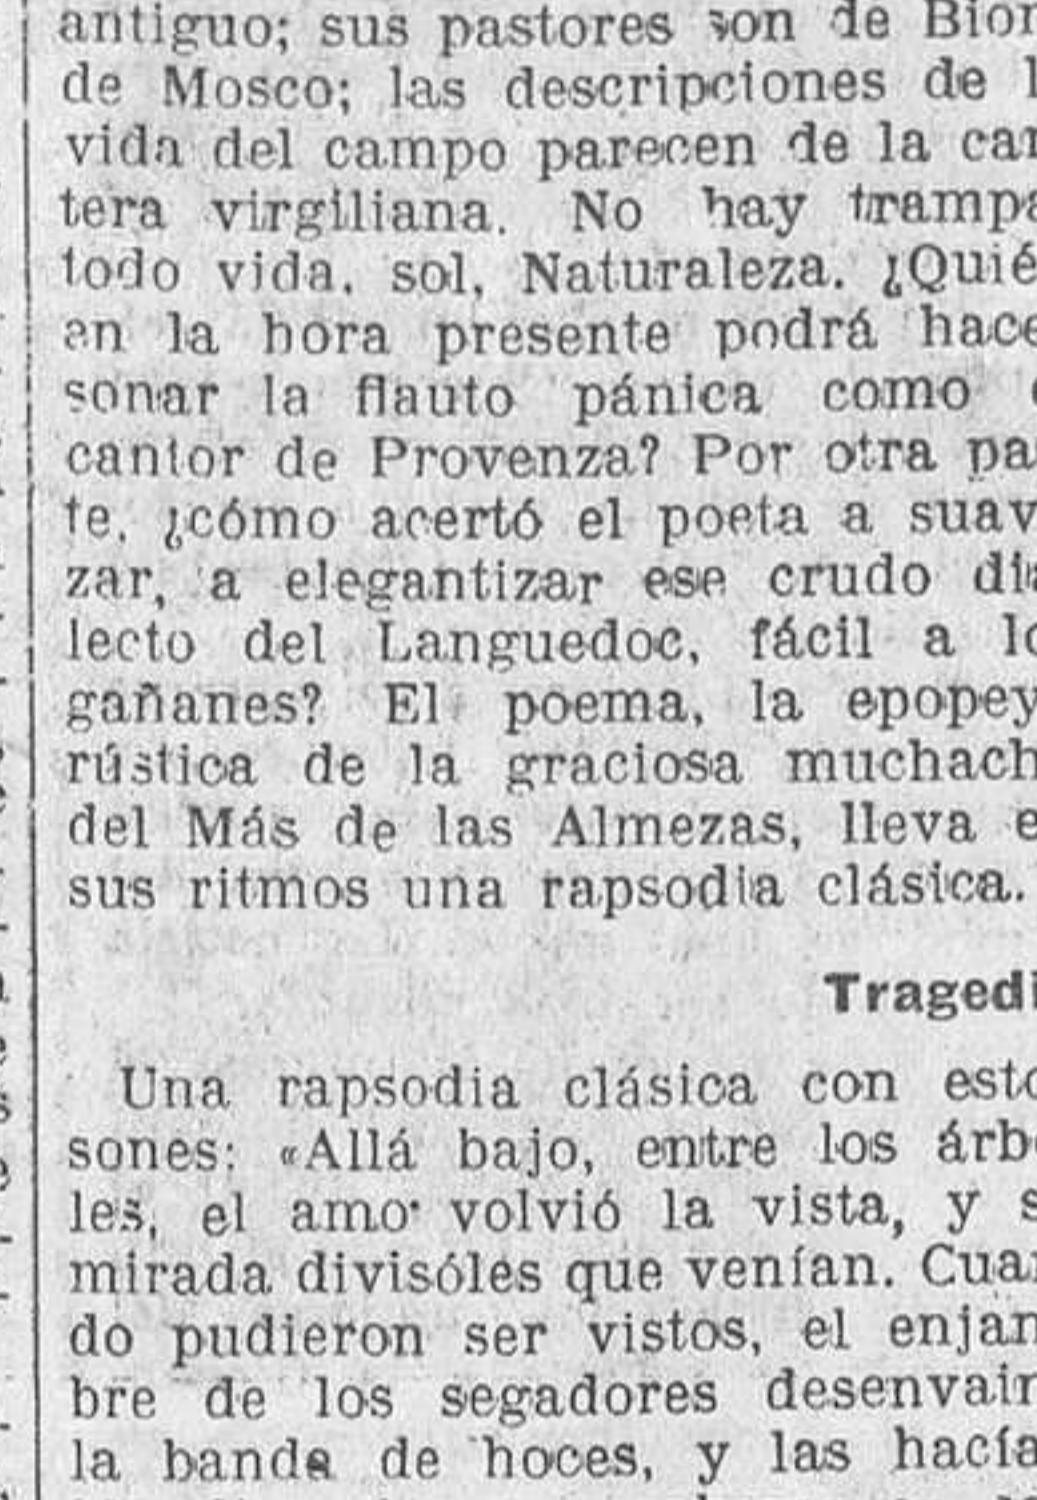 antiguo; sus pastores son de Bion
de Mosco; las descripciones de l
vida del campo parecen de la can
tera virgiliana. No hay trampa
todo vida, sol, Naturaleza. ¿Quié
en la hora presente podrá hace
sonar la flauto pánica como e
cantor de Provenza? Por otra par
te, ¿cómo acertó el poeta a suav
zar, a elegantizar ese crudo dia
lecto del Languedoc, fácil a lo
gañanes? El poema, la epopey
rústica de la graciosa muchach
del Más de las Almezas, lleva e
sus ritmos una rapsodia clásica.
Tragedi
Una rapsodia clásica con esto
sones: «Allá bajo, entre los árbo
les, el amo volvió la vista, y s
mirada divisóles que venían. Cuan
do pudieron ser vistos, el enjam
bre de los segadores desenvain
la banda de hoces, y las hacía